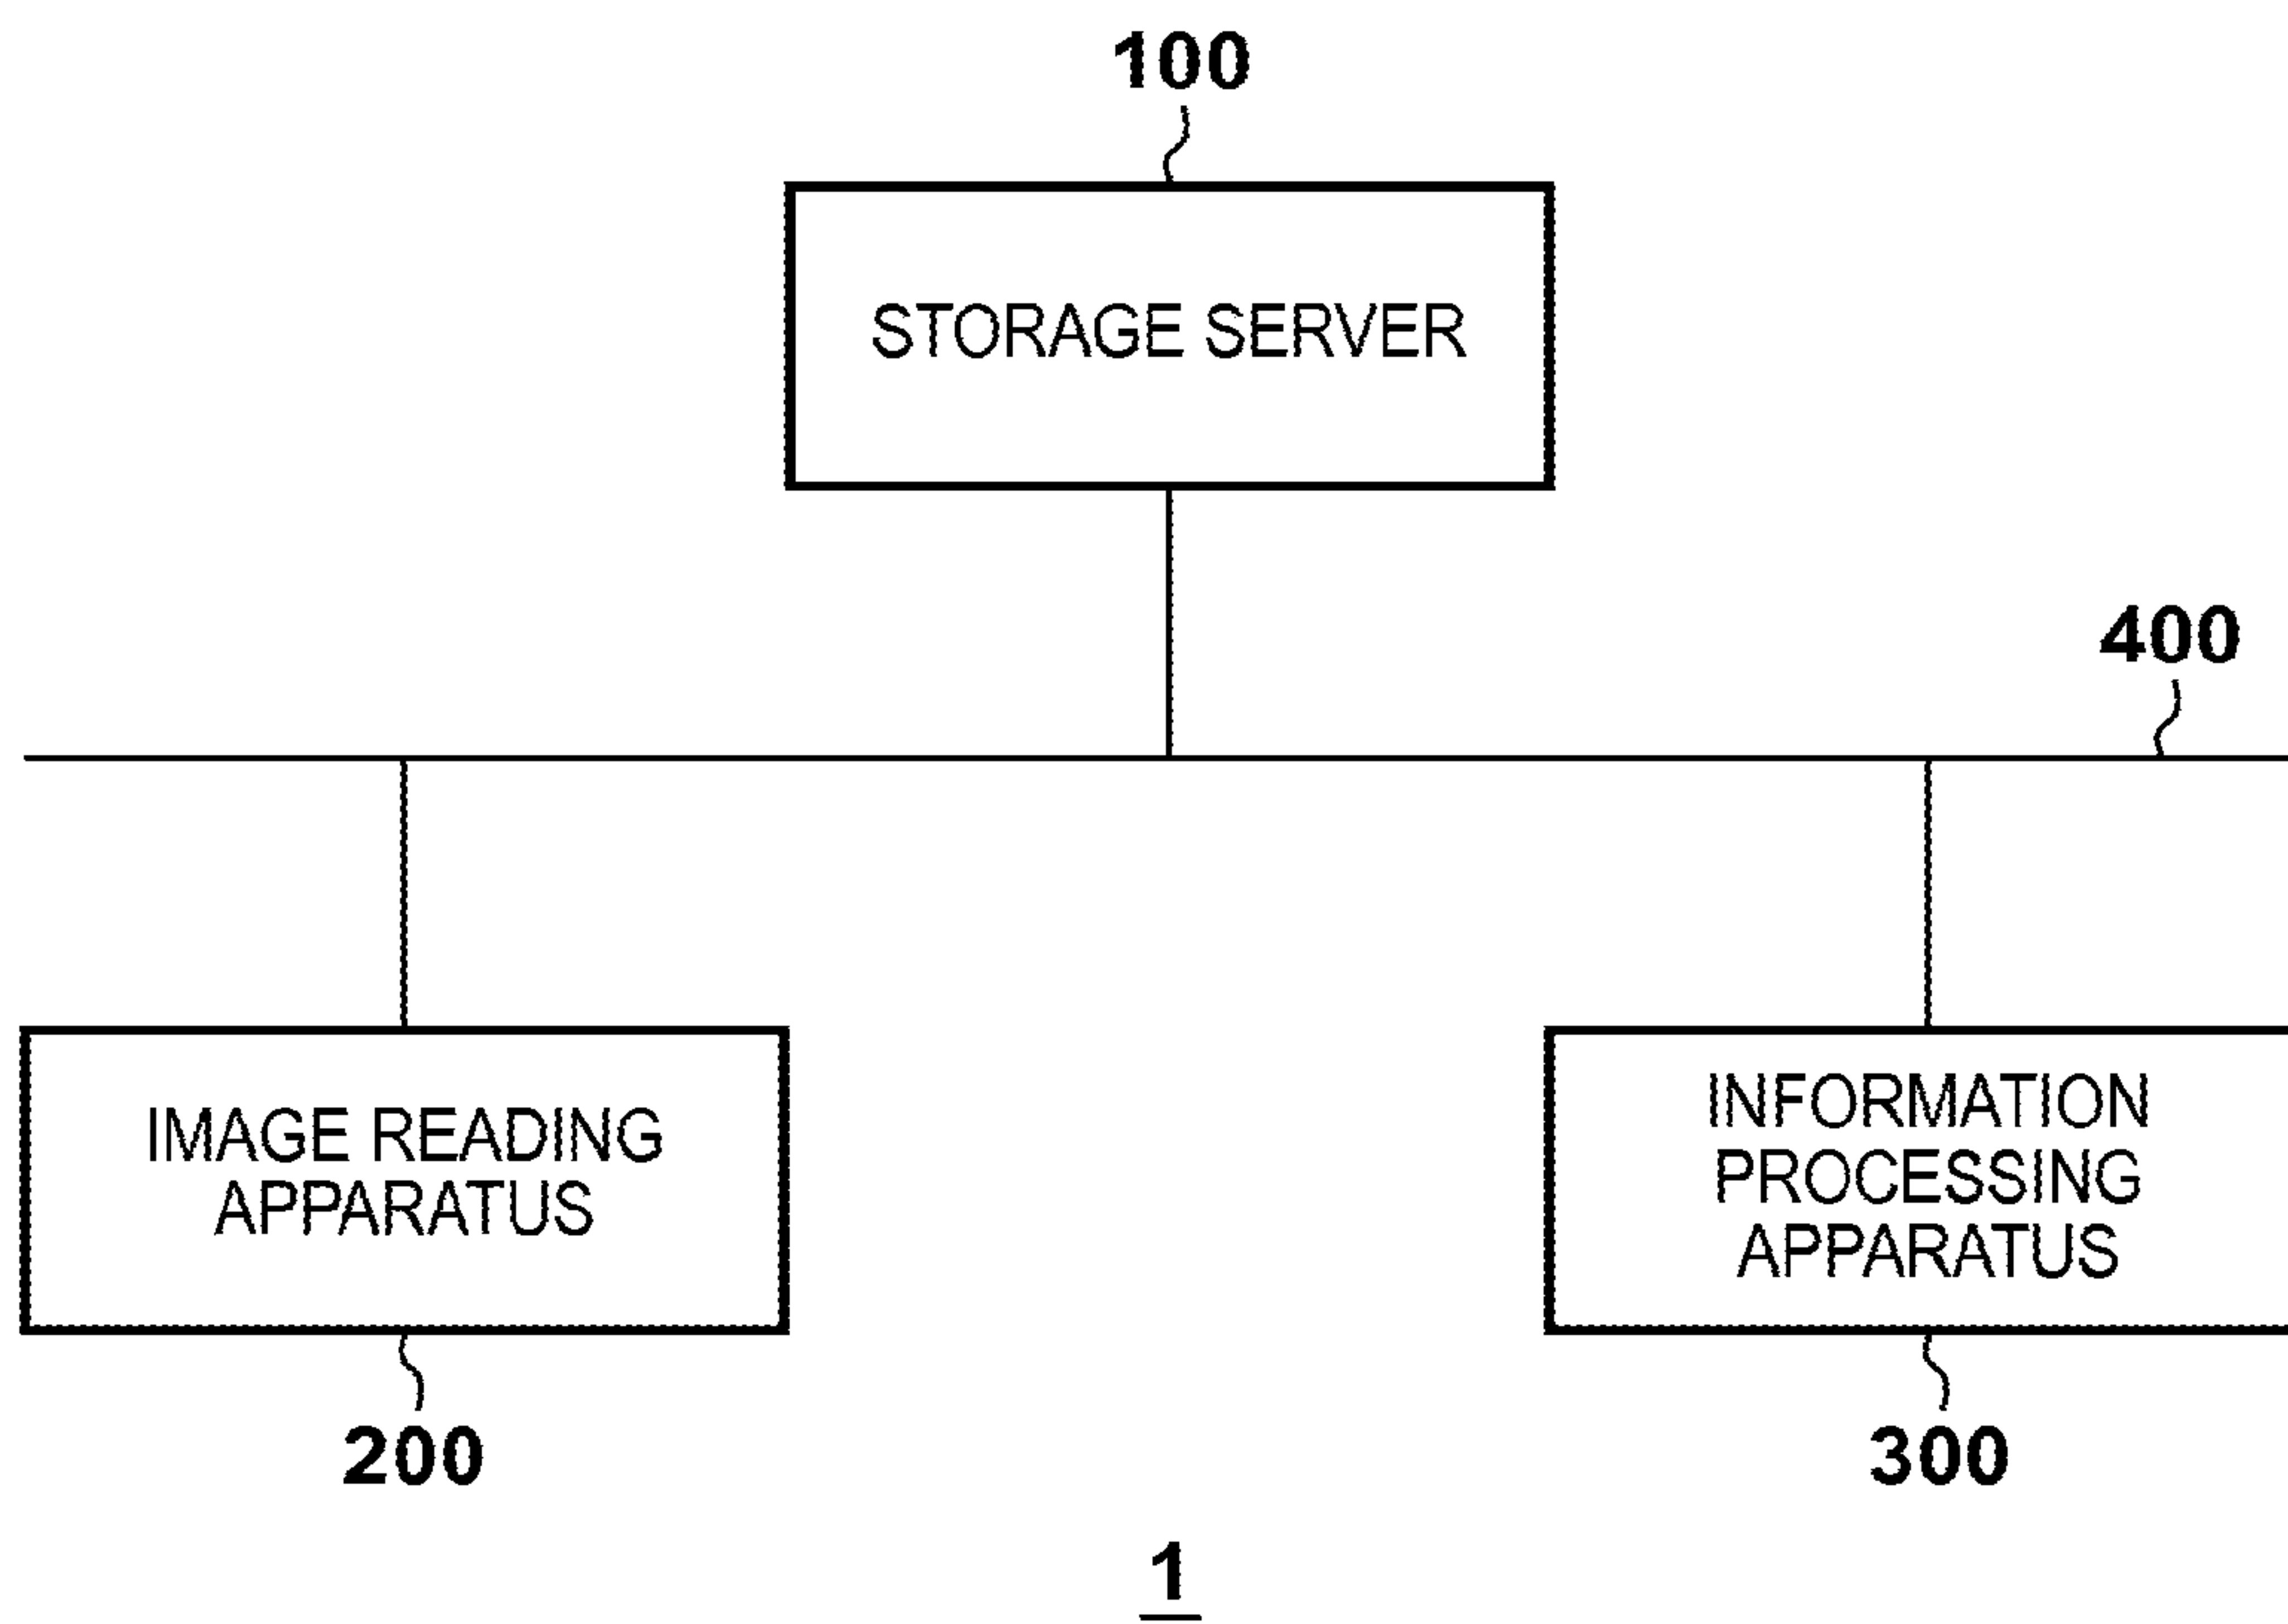 100
STORAGE SERVER
400
IMAGE READING
APPARATUS
INFORMATION
PROCESSING
APPARATUS
200
300
1